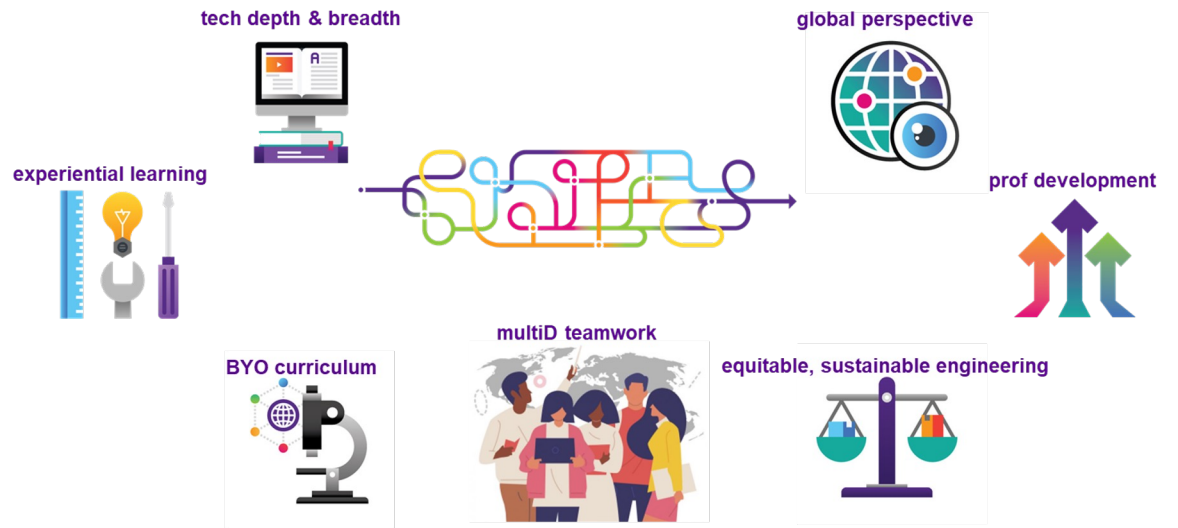 tech depth & breadth
global perspective
A
experiential learning
prof development
multiD teamwork
BYO curriculum
equitable, sustainable engineering